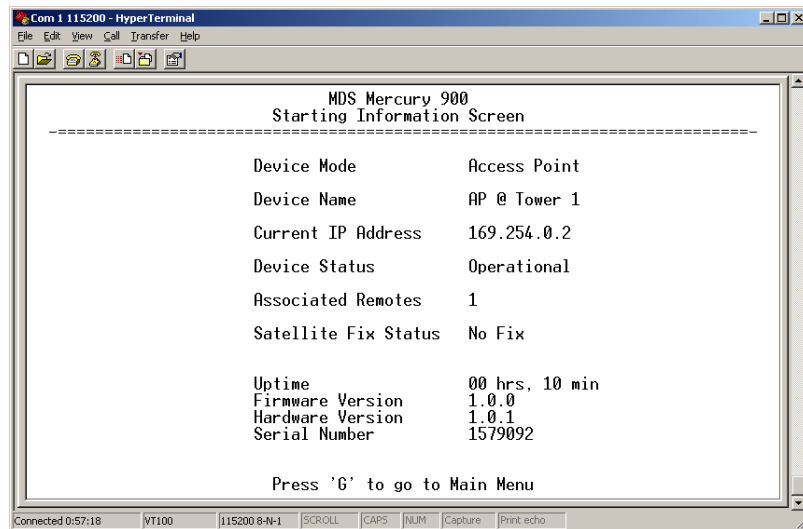 Com 1 115200 - HyperTerminal
File Edit View Call Transfer Help
MDS Mercury 900
Starting Information Screen
-==========================================================================-
Device Mode Access Point
Device Name AP @ Tower 1
Current IP Address 169.254.0.2
Device Status Operational
Associated Remotes 1
Satellite Fix Status No Fix
Uptime 00 hrs, 10 min
Firmware Version 1.0.0
Hardware Version 1.0.1
Serial Number 1579092
Press 'G' to go to Main Menu
Connected 0:57:18 VT100 115200 8-N-1 SCROLL CAPS NUM Capture Print echo